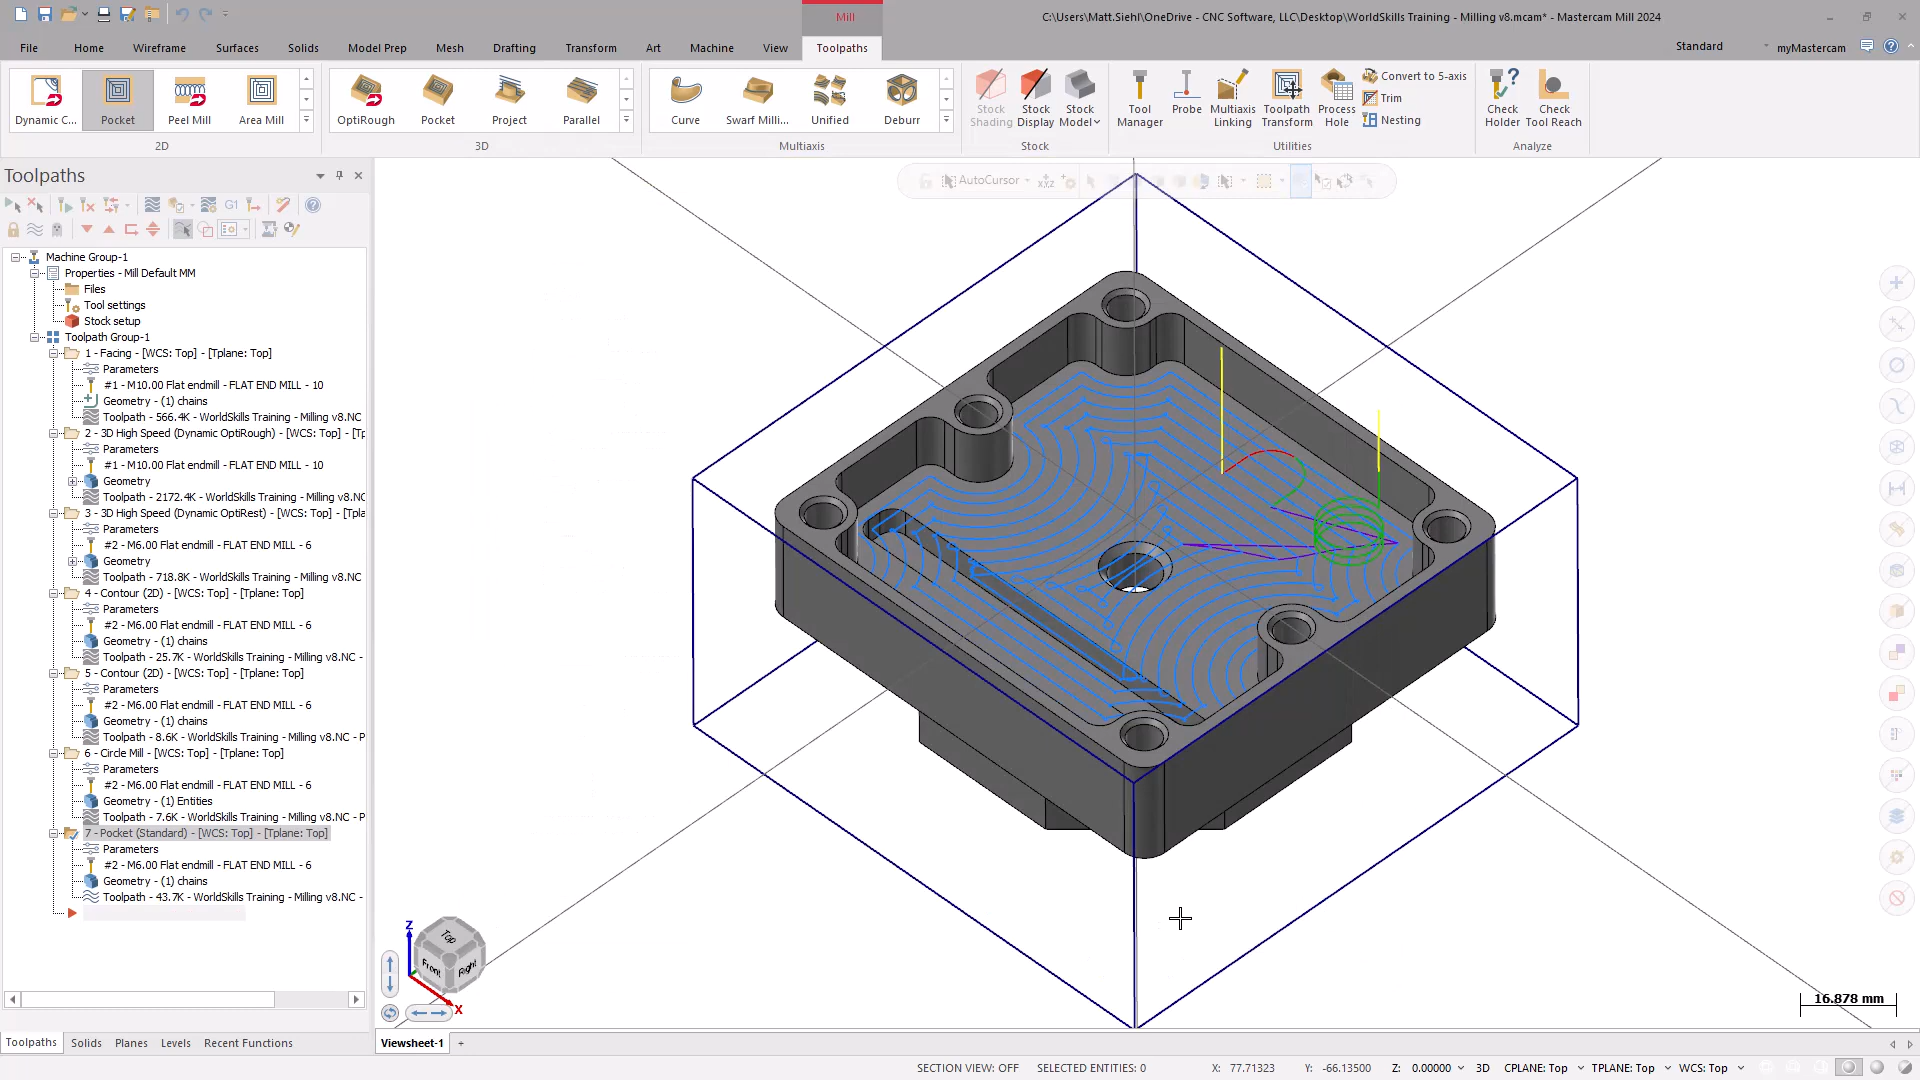 Mill
C:\Users\Matt.Siehl\OneDrive - CNC Software, LLC\Desktop\WorldSkills Training - Milling v8.mcam* - Mastercam Mill 2024
File Home Wireframe Surfaces Solids Model Prep Mesh Drafting Transform Art Machine View Toolpaths
Standard myMastercam
Dynamic C... Pocket Peel Mill Area Mill
2D
OptiRough Pocket Project Parallel
3D
Curve Swarf Milli... Unified Deburr
Multiaxis
Stock Shading Stock Display Stock Model
Stock
Tool Manager Probe Multiaxis Linking Toolpath Transform Process Hole
Convert to 5-axis
Trim
Nesting
Utilities
Check Holder Check Tool Reach
Analyze
Toolpaths
G1
AutoCursor
Machine Group-1
Properties - Mill Default MM
Files
Tool settings
Stock setup
Toolpath Group-1
1 - Facing - [WCS: Top] - [Tplane: Top]
Parameters
#1 - M10.00 Flat endmill - FLAT END MILL - 10
Geometry - (1) chains
Toolpath - 566.4K - WorldSkills Training - Milling v8.NC
2 - 3D High Speed (Dynamic OptiRough) - [WCS: Top] - [Tp
Parameters
#1 - M10.00 Flat endmill - FLAT END MILL - 10
Geometry
Toolpath - 2172.4K - WorldSkills Training - Milling v8.NC
3 - 3D High Speed (Dynamic OptiRest) - [WCS: Top] - [Tpla
Parameters
#2 - M6.00 Flat endmill - FLAT END MILL - 6
Geometry
Toolpath - 718.8K - WorldSkills Training - Milling v8.NC
4 - Contour (2D) - [WCS: Top] - [Tplane: Top]
Parameters
#2 - M6.00 Flat endmill - FLAT END MILL - 6
Geometry - (1) chains
Toolpath - 25.7K - WorldSkills Training - Milling v8.NC -
5 - Contour (2D) - [WCS: Top] - [Tplane: Top]
Parameters
#2 - M6.00 Flat endmill - FLAT END MILL - 6
Geometry - (1) chains
Toolpath - 8.6K - WorldSkills Training - Milling v8.NC - P
6 - Circle Mill - [WCS: Top] - [Tplane: Top]
Parameters
#2 - M6.00 Flat endmill - FLAT END MILL - 6
Geometry - (1) Entities
Toolpath - 7.6K - WorldSkills Training - Milling v8.NC - P
7 - Pocket (Standard) - [WCS: Top] - [Tplane: Top]
Parameters
#2 - M6.00 Flat endmill - FLAT END MILL - 6
Geometry - (1) chains
Toolpath - 43.7K - WorldSkills Training - Milling v8.NC -
Z
Top
Front Right
X
16.878 mm
Toolpaths Solids Planes Levels Recent Functions
Viewsheet-1 +
SECTION VIEW: OFF SELECTED ENTITIES: 0 X: 77.71323 Y: -66.13500 Z: 0.00000 3D CPLANE: Top TPLANE: Top WCS: Top